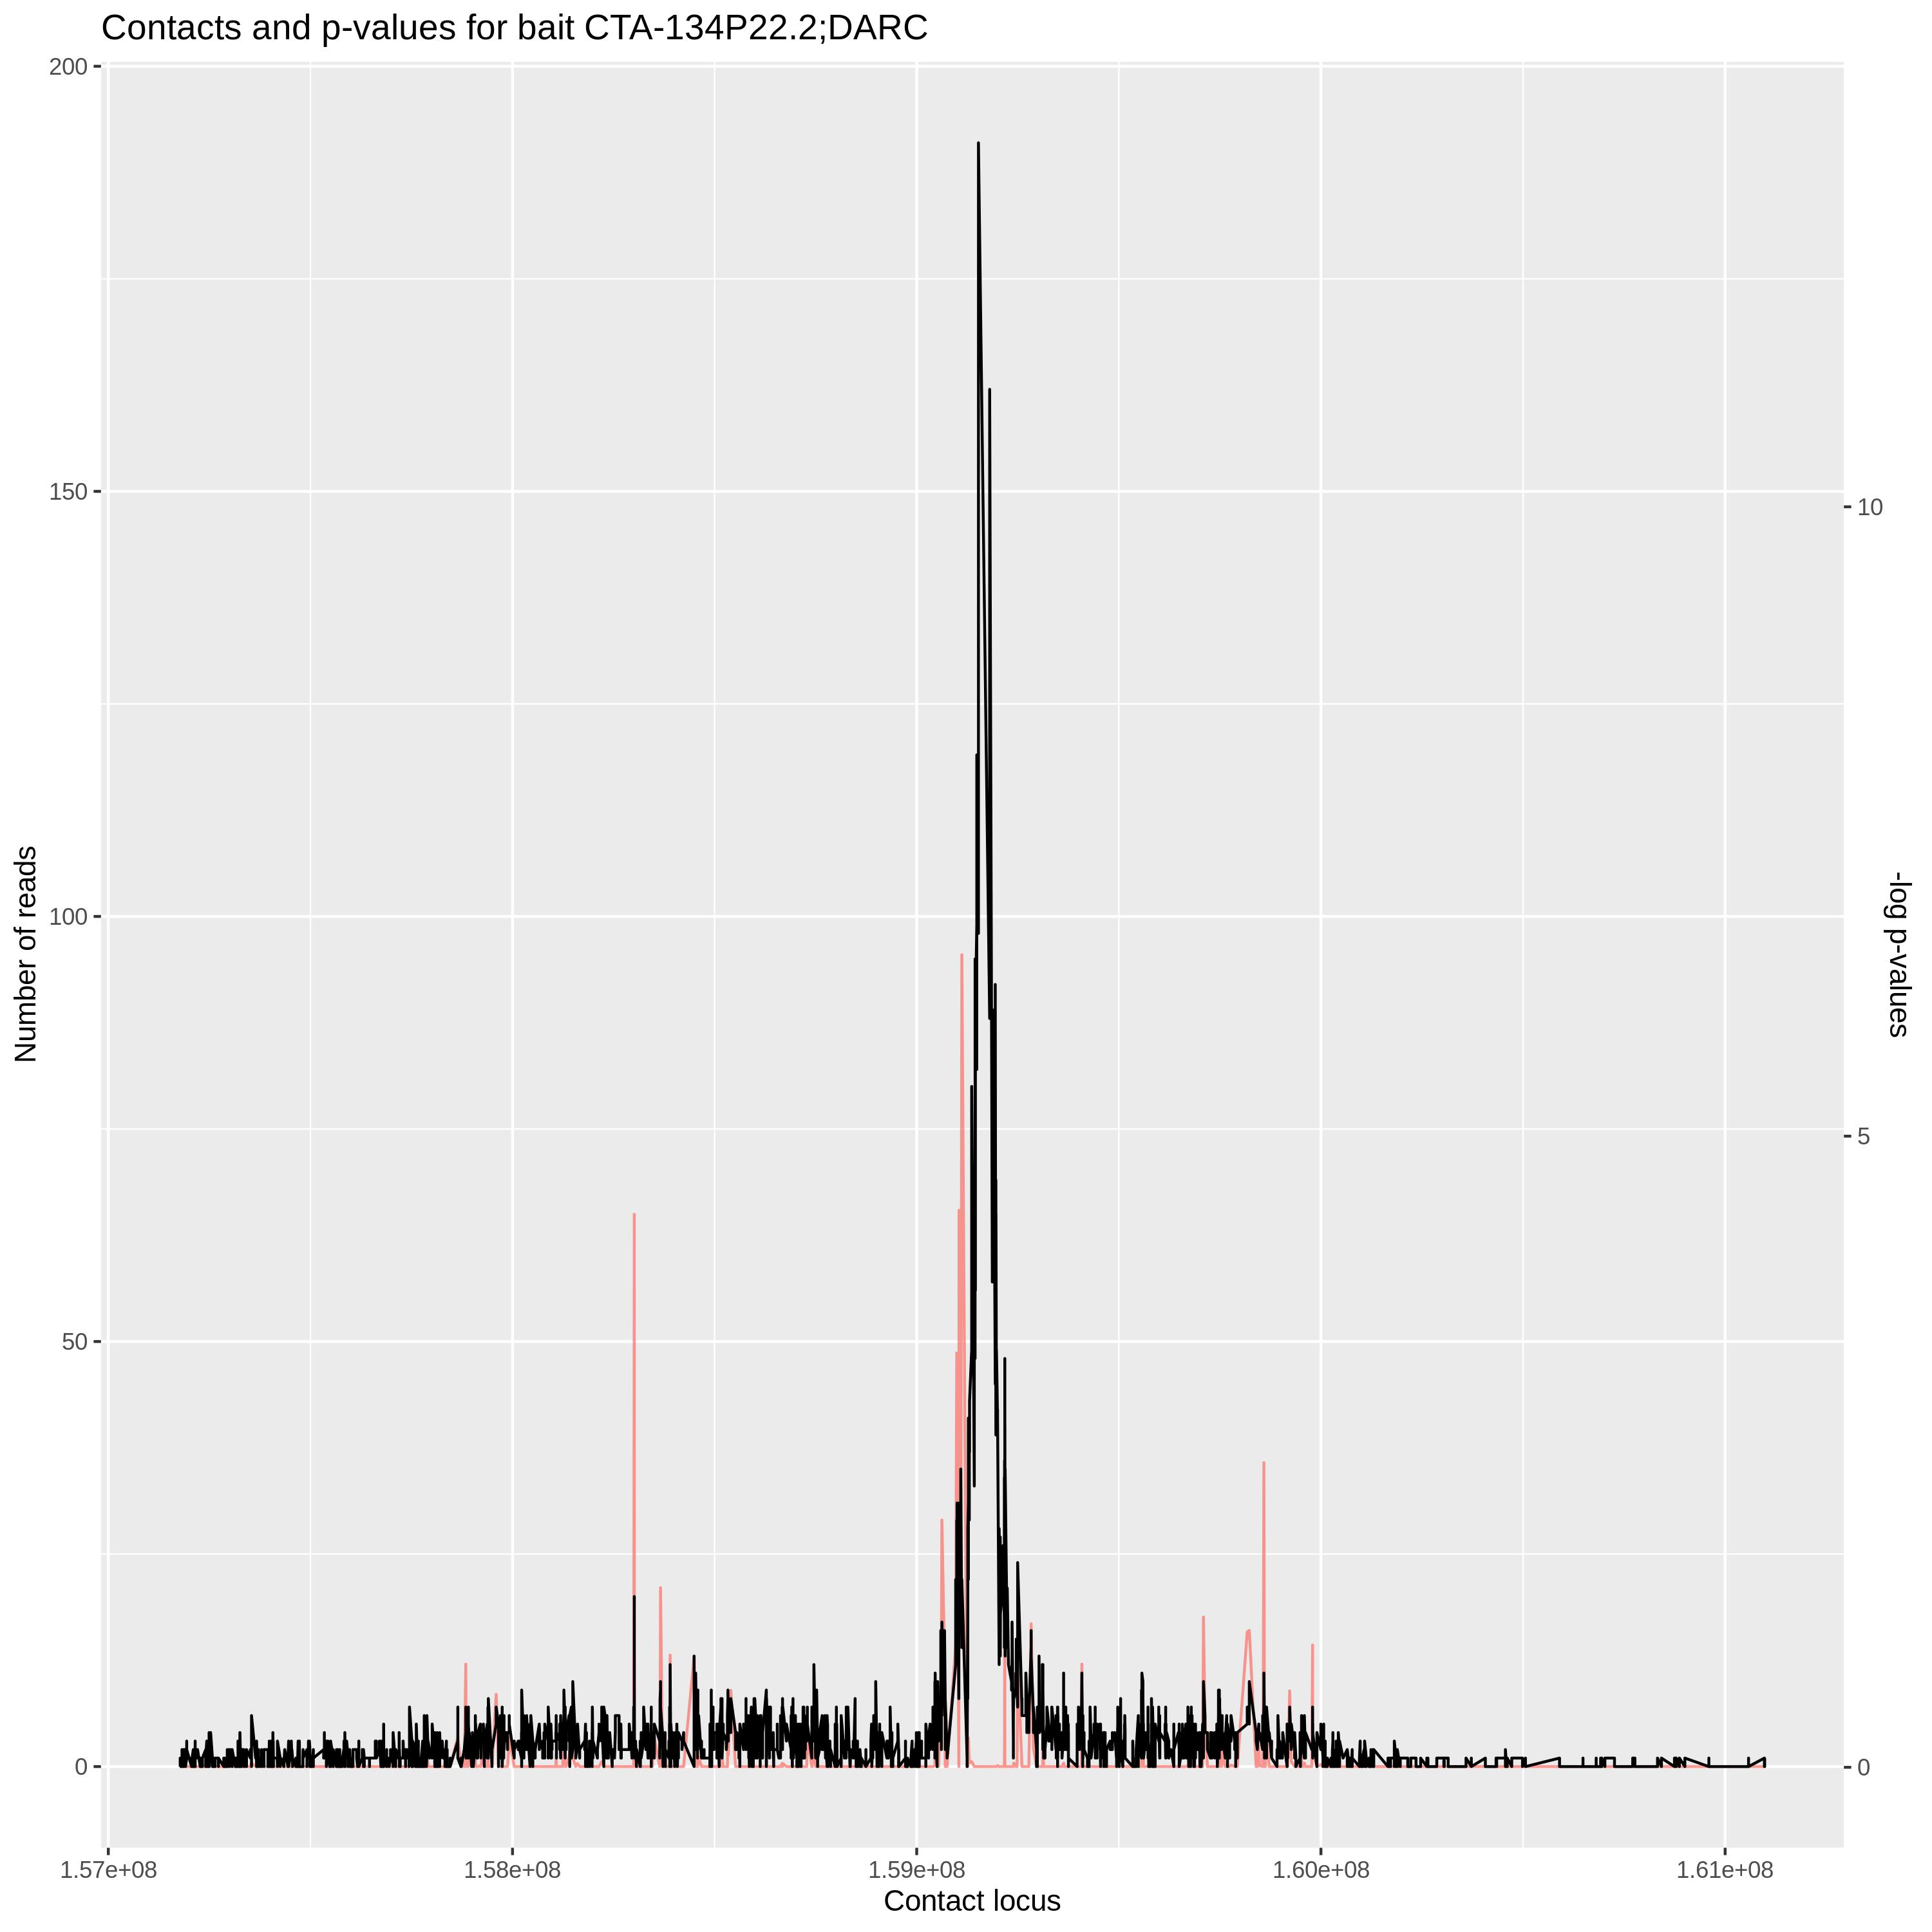 Contacts and p-values for bait CTA-134P22.2;DARC
200
150
100
50
0
Number of reads
10
5
0
-log p-values
1.57e+08
1.58e+08
1.59e+08
1.60e+08
1.61e+08
Contact locus